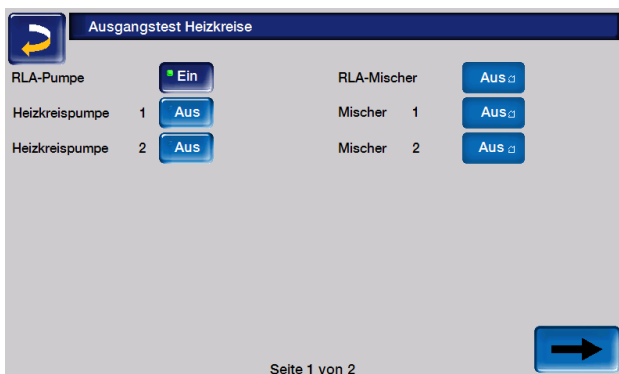 Ausgangstest Heizkreise
RLA-Pumpe Ein RLA-Mischer Aus
Heizkreispumpe 1 Aus Mischer 1 Aus
Heizkreispumpe 2 Aus Mischer 2 Aus
Seite 1 von 2